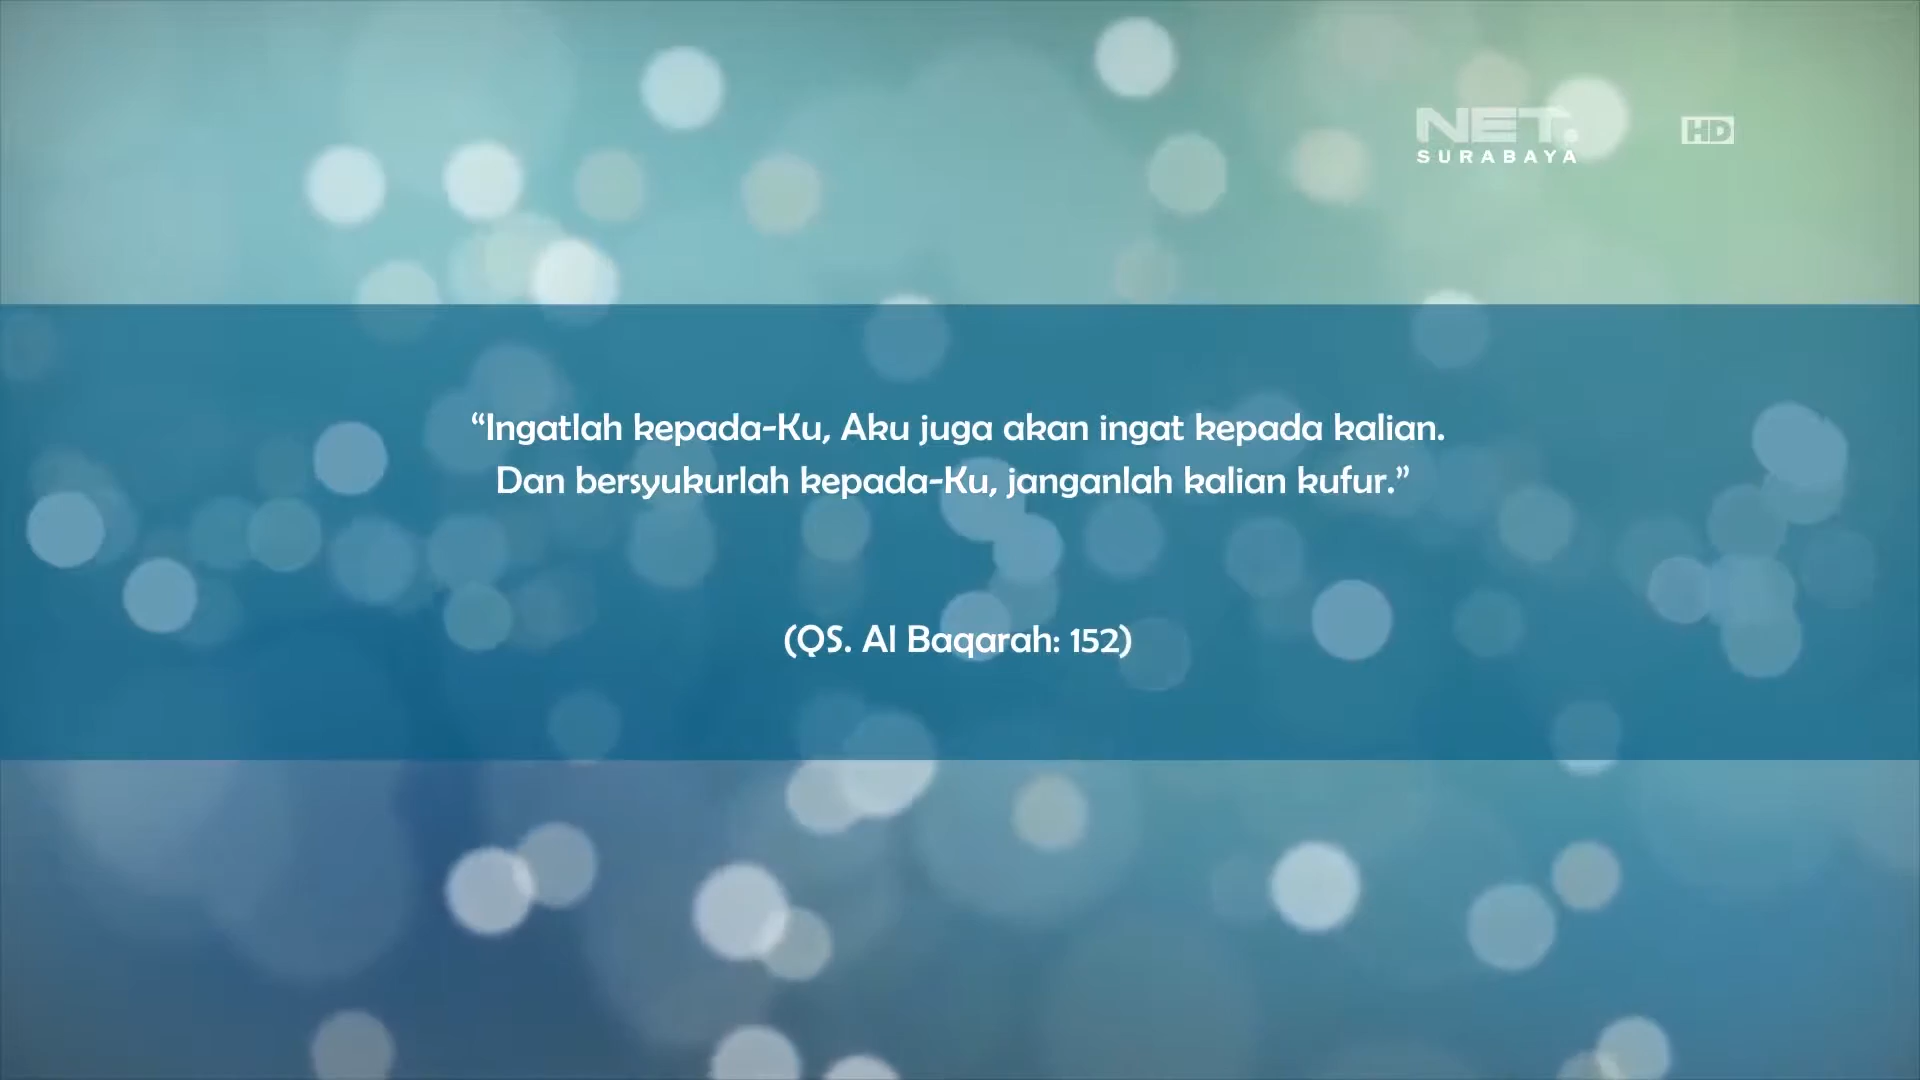 NET.
SURABAYA
HD
“Ingatlah kepada-Ku, Aku juga akan ingat kepada kalian.
Dan bersyukurlah kepada-Ku, janganlah kalian kufur.”
(QS. Al Baqarah: 152)